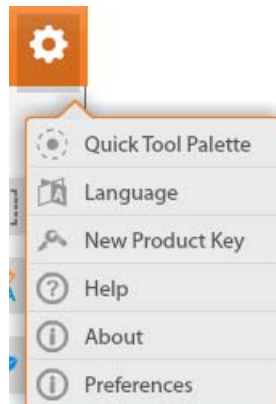 Quick Tool Palette
Language
New Product Key
Help
About
Preferences